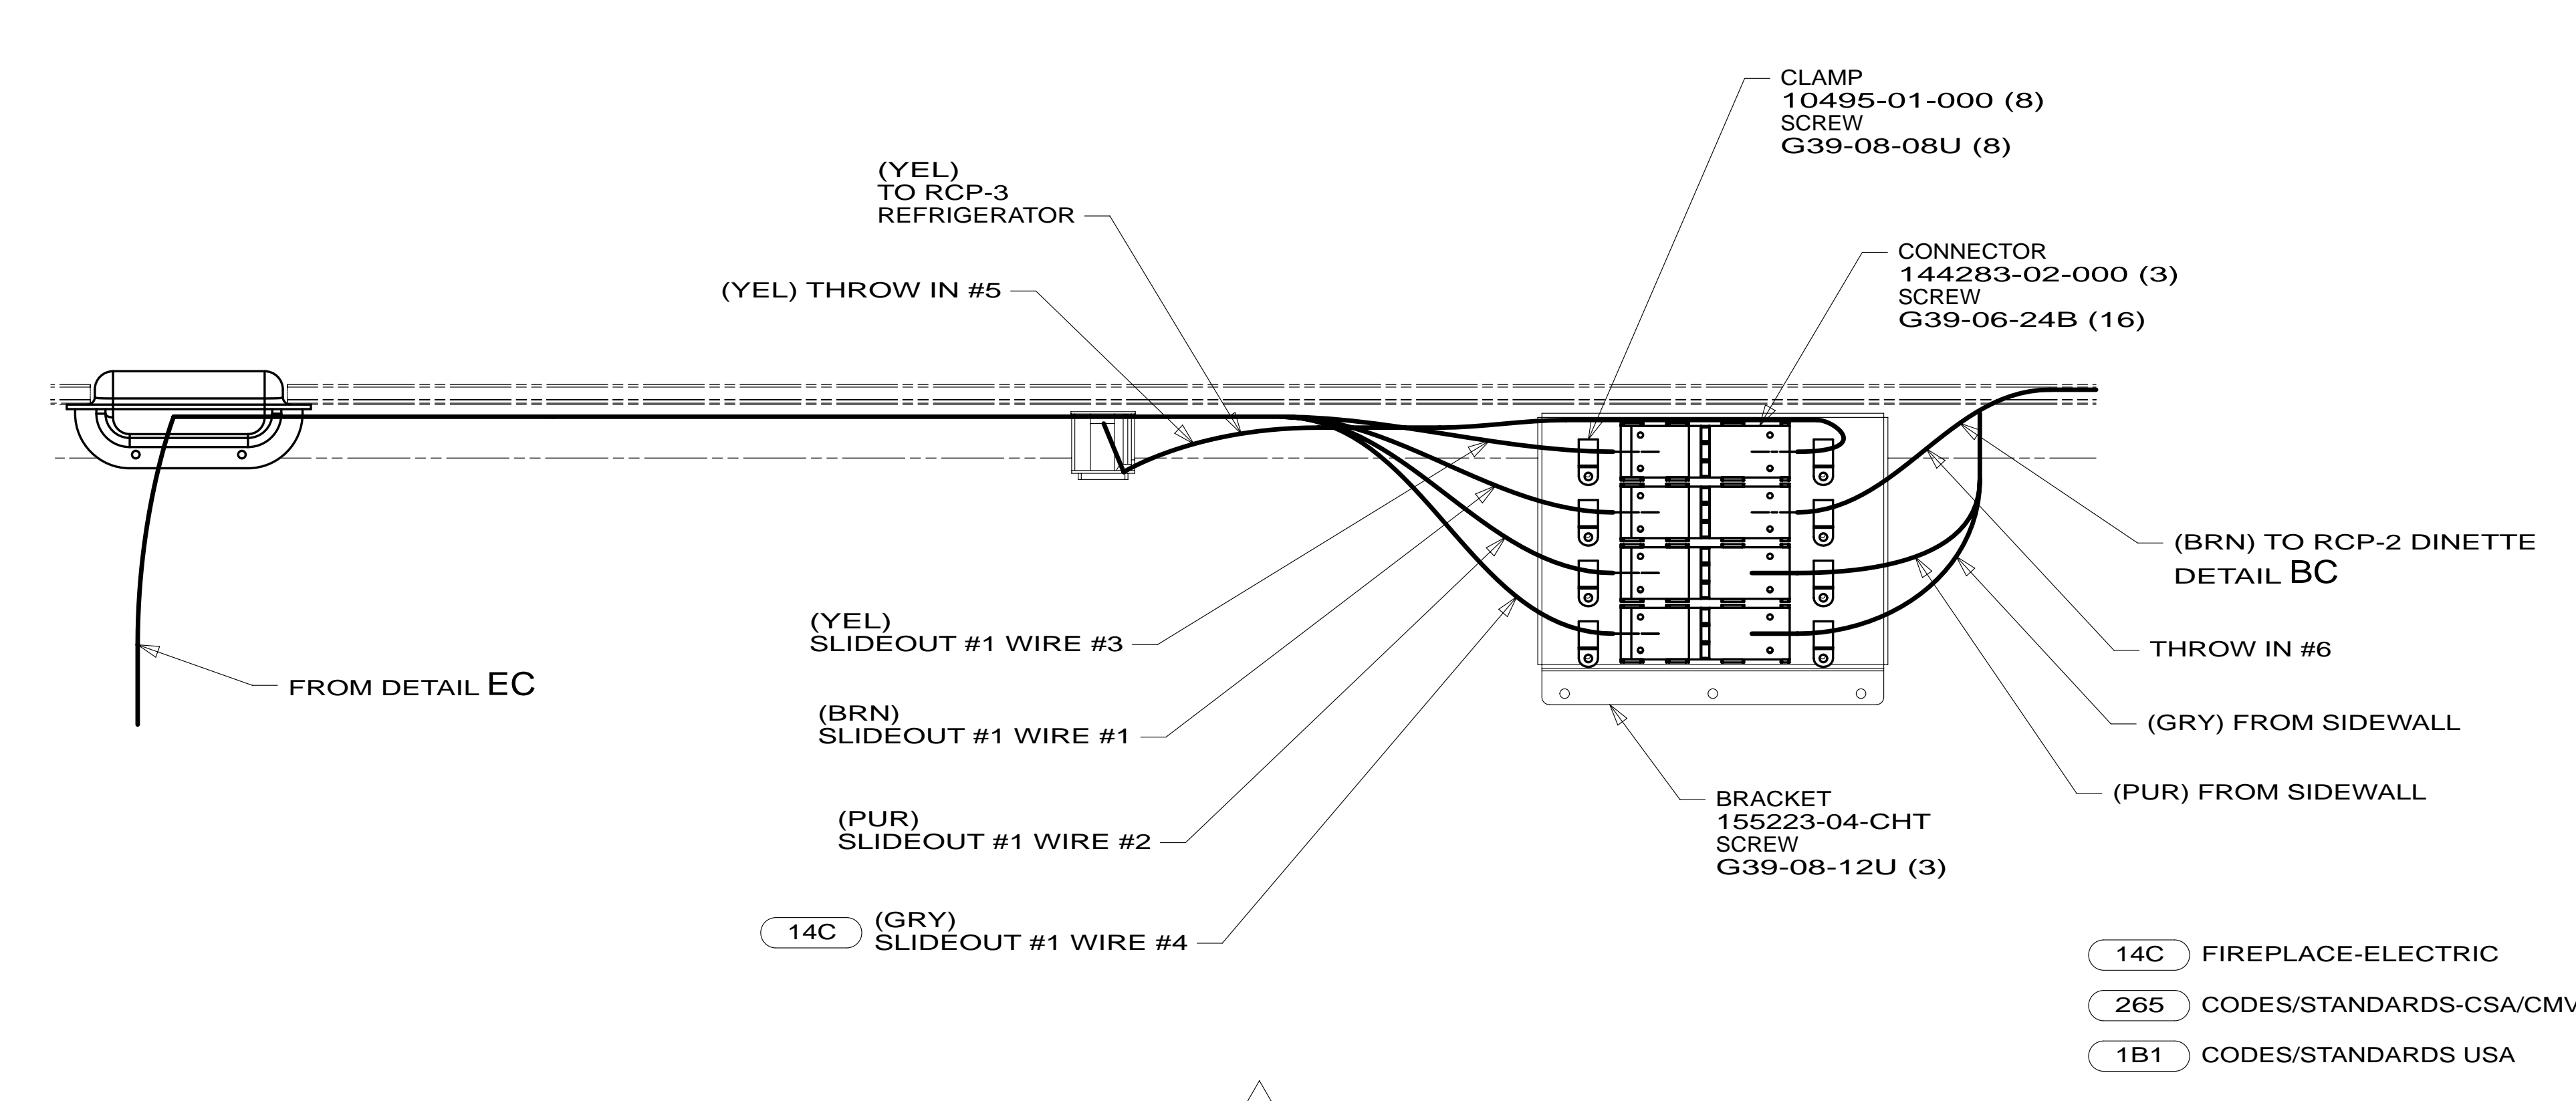 CLAMP
10495-01-000 (8)
SCREW
G39-08-08U (8)
(YEL)
TO RCP-3
REFRIGERATOR
(YEL) THROW IN #5
CONNECTOR
144283-02-000 (3)
SCREW
G39-06-24B (16)
(BRN) TO RCP-2 DINETTE
DETAIL BC
THROW IN #6
(GRY) FROM SIDEWALL
(PUR) FROM SIDEWALL
(YEL)
SLIDEOUT #1 WIRE #3
FROM DETAIL EC
(BRN)
SLIDEOUT #1 WIRE #1
(PUR)
SLIDEOUT #1 WIRE #2
BRACKET
155223-04-CHT
SCREW
G39-08-12U (3)
14C (GRY)
SLIDEOUT #1 WIRE #4
14C FIREPLACE-ELECTRIC
265 CODES/STANDARDS-CSA/CMV
1B1 CODES/STANDARDS USA